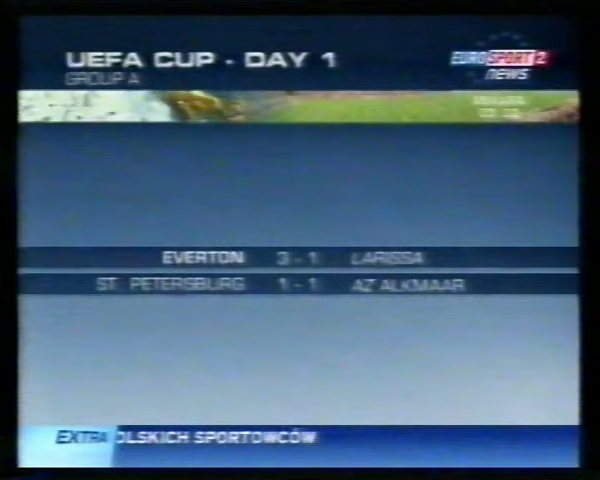 UEFA CUP - DAY 1
GROUP A
EUROSPORT 2
news
EVERTON 3 - 1 LARISSA
ST. PETERSBURG 1 - 1 AZ ALKMAAR
EXTRA OLSKICH SPORTOWCÓW